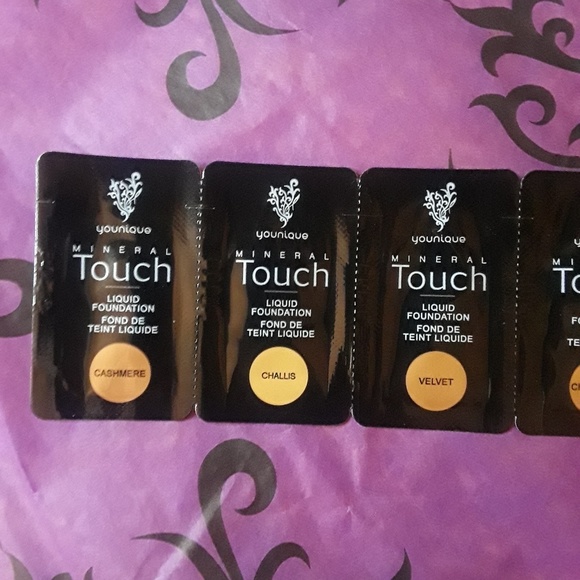 younique
MINERAL
Touch
LIQUID
FOUNDATION
FOND DE
TEINT LIQUIDE
CASHMERE
younique
MINERAL
Touch
LIQUID
FOUNDATION
FOND DE
TEINT LIQUIDE
CHALLIS
younique
MINERAL
Touch
LIQUID
FOUNDATION
FOND DE
TEINT LIQUIDE
VELVET